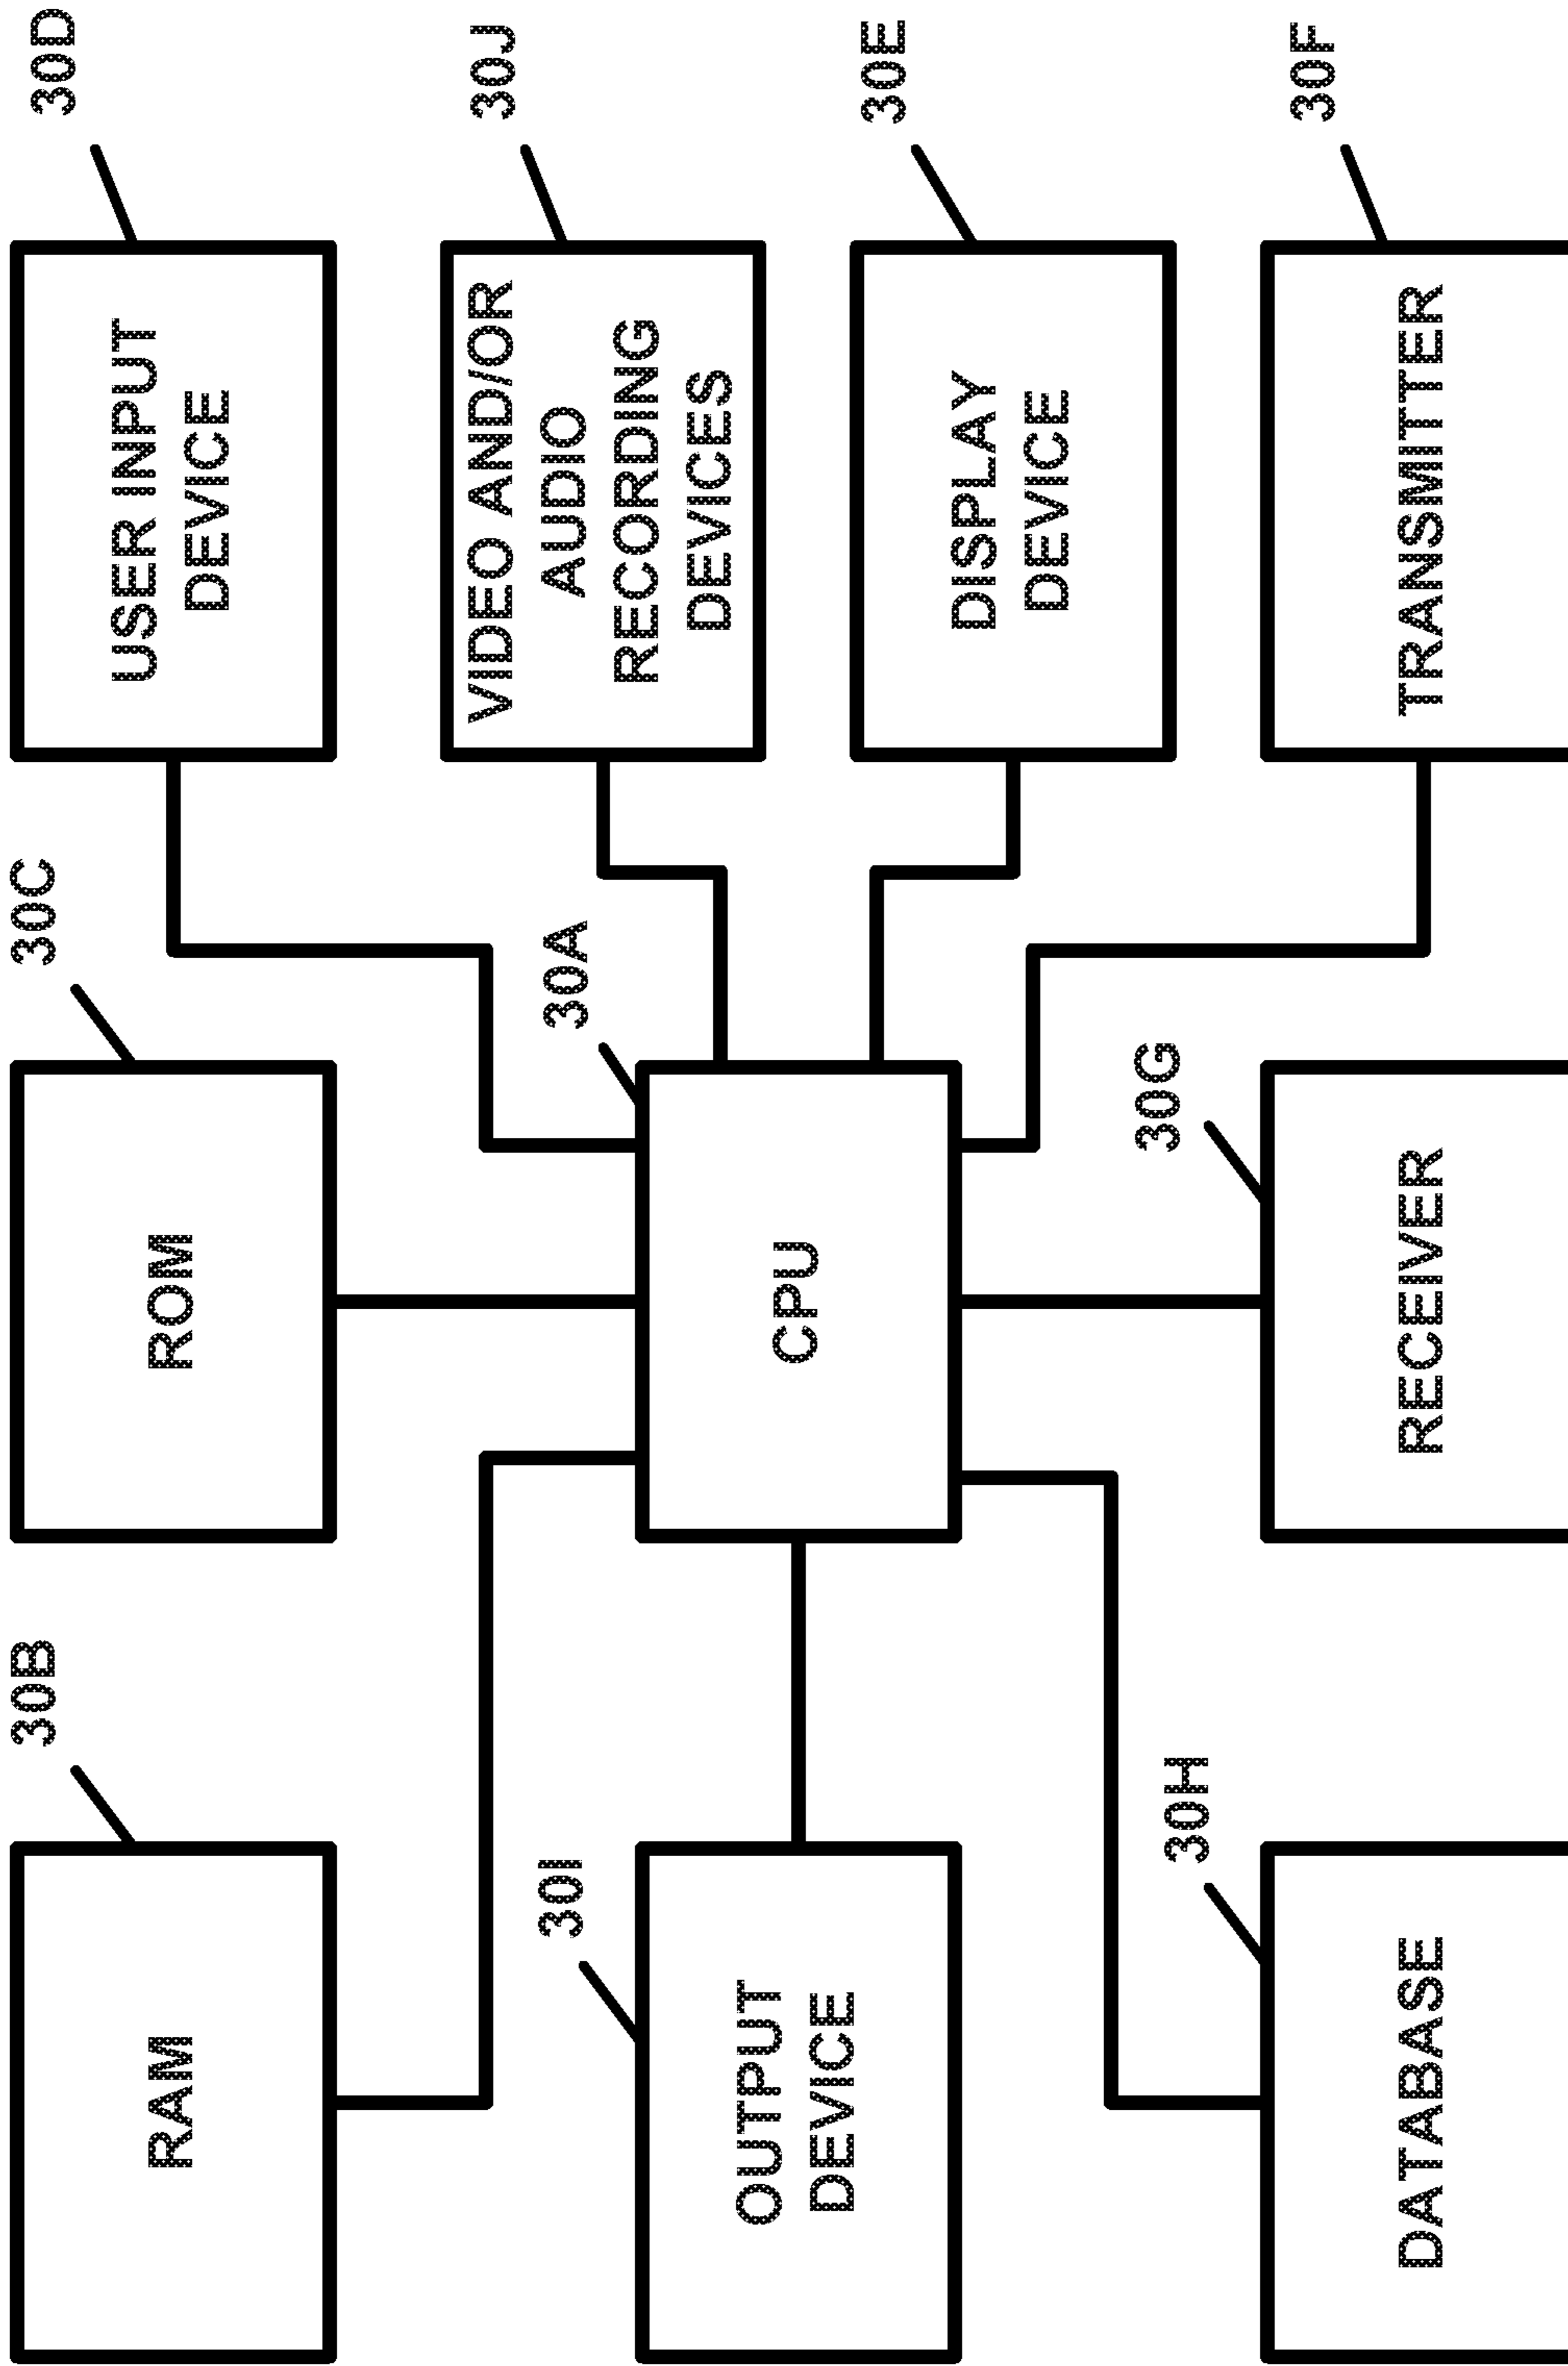 30B
RAM
30C
ROM
30D
USER INPUT
DEVICE
30I
OUTPUT
DEVICE
30A
CPU
30J
VIDEO AND/OR
AUDIO
RECORDING
DEVICES
30E
DISPLAY
DEVICE
30H
DATABASE
30G
RECEIVER
30F
TRANSMITTER